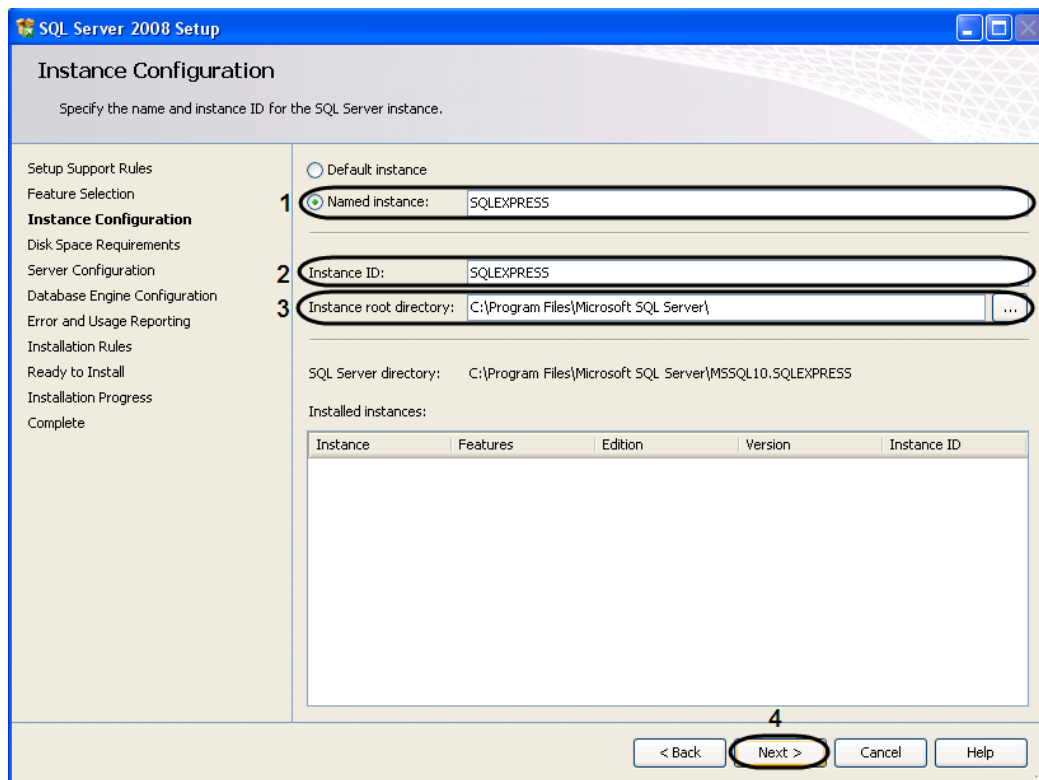 SQL Server 2008 Setup
Instance Configuration
Specify the name and instance ID for the SQL Server instance.
Setup Support Rules
Feature Selection
Instance Configuration
Disk Space Requirements
Server Configuration
Database Engine Configuration
Error and Usage Reporting
Installation Rules
Ready to Install
Installation Progress
Complete
Default instance
1 Named instance: SQLEXPRESS
2 Instance ID: SQLEXPRESS
3 Instance root directory: C:\Program Files\Microsoft SQL Server\ ...
SQL Server directory: C:\Program Files\Microsoft SQL Server\MSSQL10.SQLEXPRESS
Installed instances:
Instance Features Edition Version Instance ID
4
< Back Next > Cancel Help